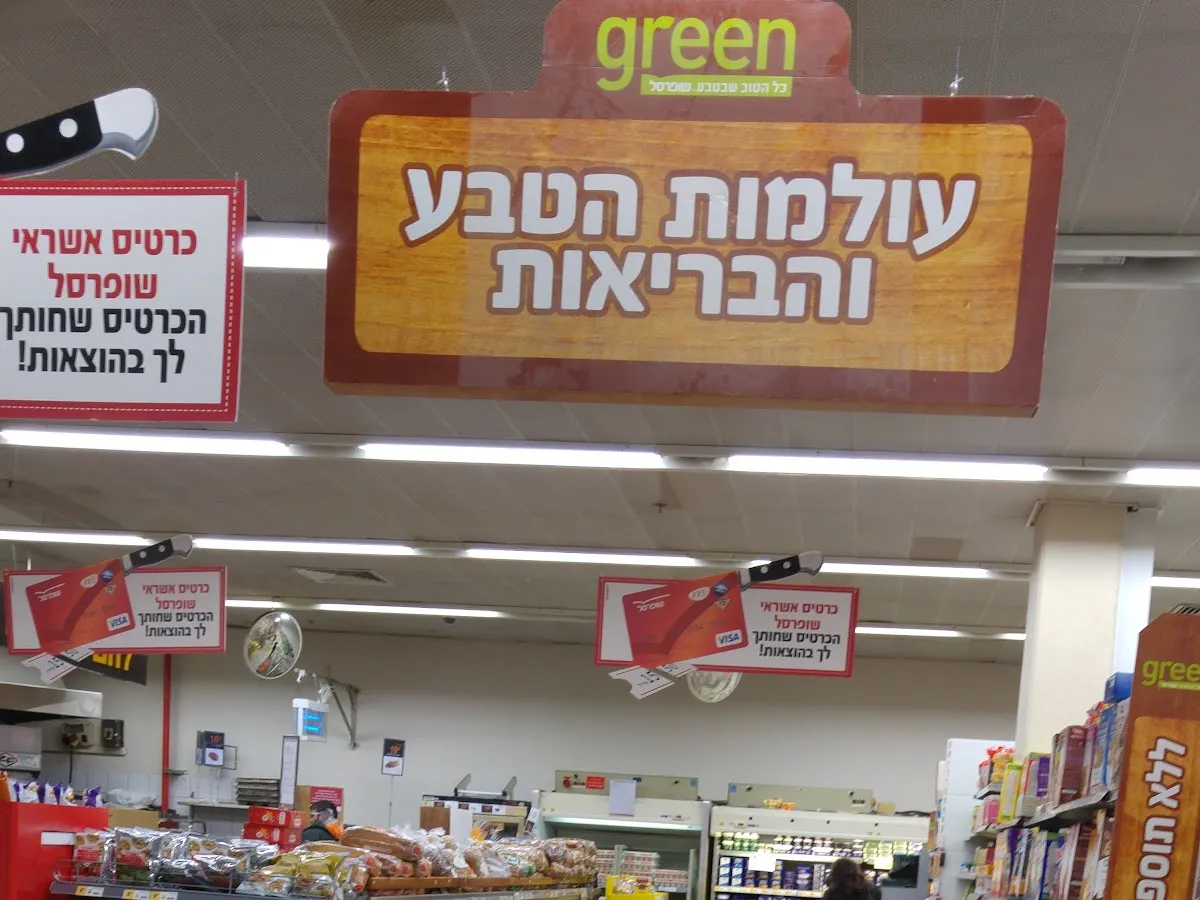 green
כל הטוב שבטבע. שופרסל
עולמות הטבע
והבריאות
כרטיס אשראי
שופרסל
הכרטיס שחותך
לך בהוצאות!
כרטיס אשראי
שופרסל
הכרטיס שחותך
לך בהוצאות!
VISA
כרטיס אשראי
שופרסל
הכרטיס שחותך
לך בהוצאות!
שופרסל
VISA
green
ללא תוספ